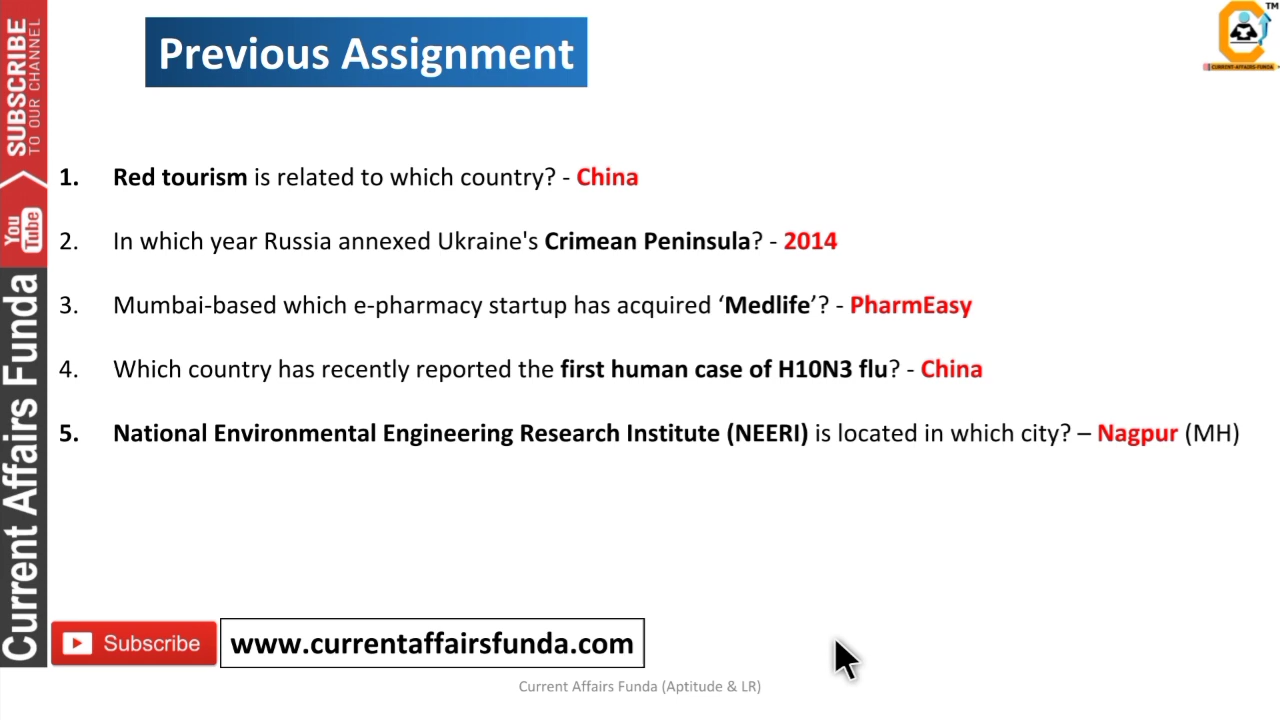 SUBSCRIBE
TO OUR CHANNEL
You
Tube
Current Affairs Funda
Previous Assignment
TM
CURRENT-AFFAIRS-FUNDA
1. Red tourism is related to which country? - China
2. In which year Russia annexed Ukraine's Crimean Peninsula? - 2014
3. Mumbai-based which e-pharmacy startup has acquired ‘Medlife’? - PharmEasy
4. Which country has recently reported the first human case of H10N3 flu? - China
5. National Environmental Engineering Research Institute (NEERI) is located in which city? – Nagpur (MH)
Subscribe
www.currentaffairsfunda.com
Current Affairs Funda (Aptitude & LR)